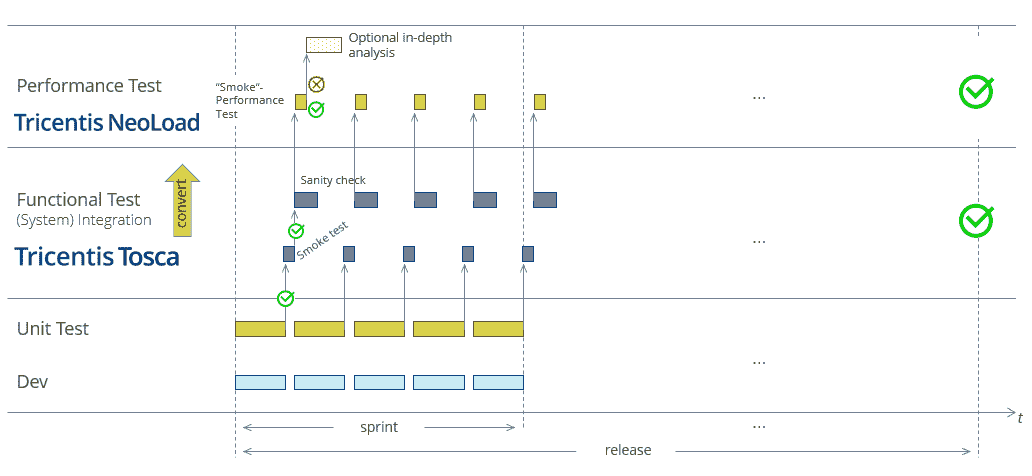 Optional in-depth
analysis
Performance Test
"Smoke"-
Performance
Test
...
Tricentis NeoLoad
convert
Sanity check
Functional Test
(System) Integration
Smoke test
...
Tricentis Tosca
Unit Test
...
Dev
t
sprint
...
release